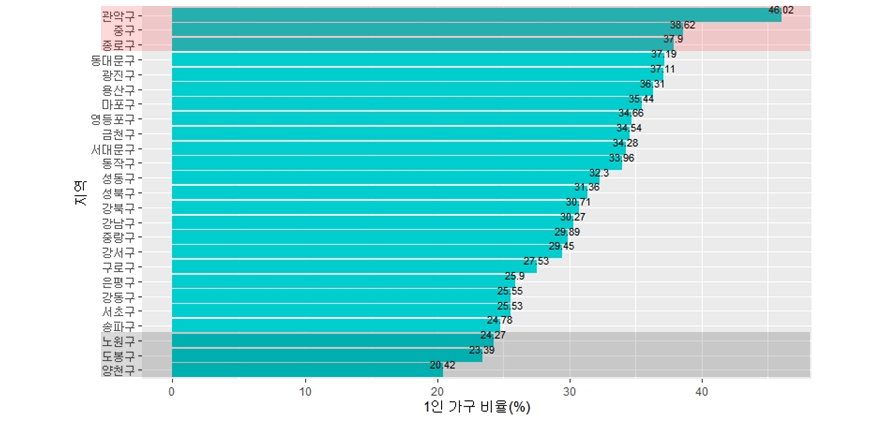 관악구 46.02
중구 38.62
종로구 37.9
동대문구 37.19
광진구 37.11
용산구 36.31
마포구 35.44
영등포구 34.66
금천구 34.54
서대문구 34.28
동작구 33.96
성동구 32.3
성북구 31.36
강북구 30.71
강남구 30.27
중랑구 29.89
강서구 29.45
구로구 27.53
은평구 25.9
강동구 25.55
서초구 25.53
송파구 24.78
노원구 24.27
도봉구 23.39
양천구 20.42
지역
0 10 20 30 40
1인 가구 비율(%)